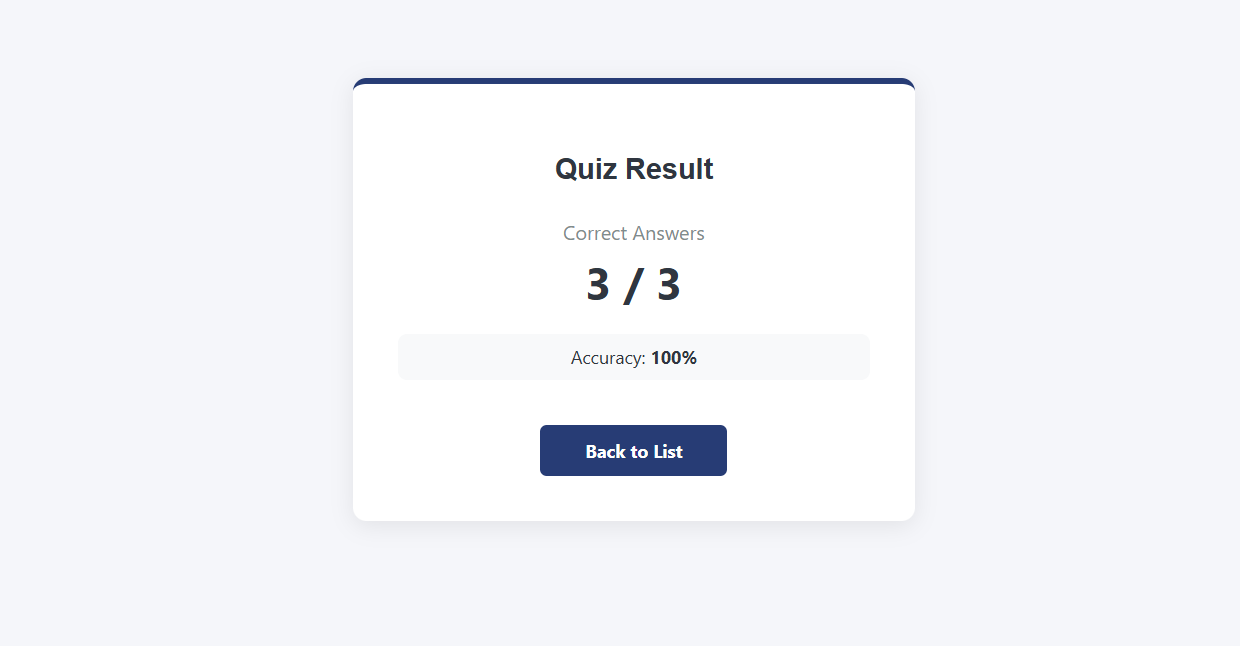 Quiz Result
Correct Answers
3 / 3
Accuracy: 100%
Back to List